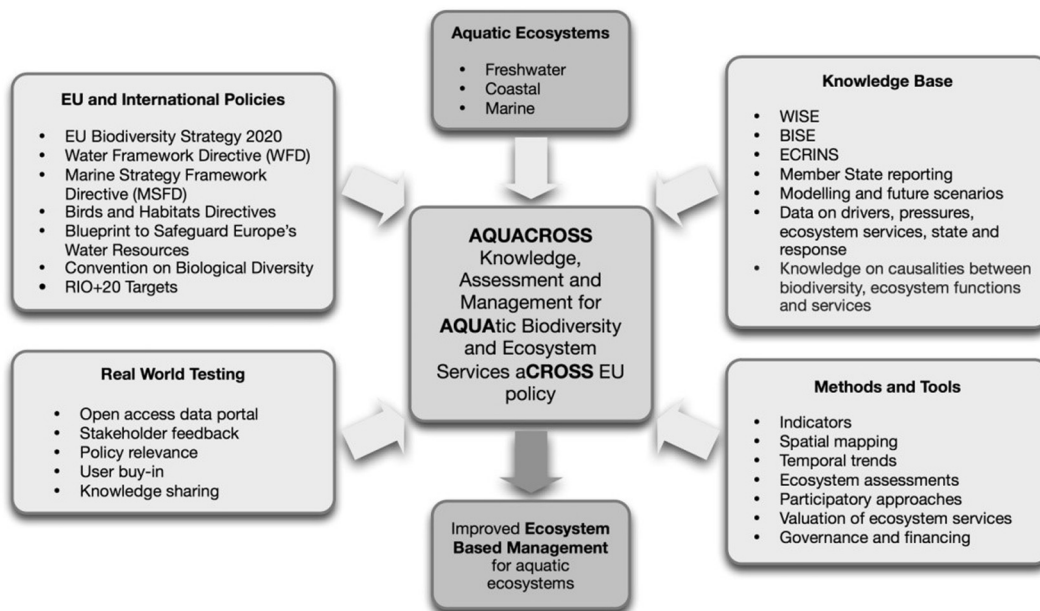 Aquatic Ecosystems
• Freshwater
• Coastal
• Marine
EU and International Policies
• EU Biodiversity Strategy 2020
• Water Framework Directive (WFD)
• Marine Strategy Framework
Directive (MSFD)
• Birds and Habitats Directives
• Blueprint to Safeguard Europe's
Water Resources
• Convention on Biological Diversity
• RIO+20 Targets
Knowledge Base
• WISE
• BISE
• ECRINS
• Member State reporting
• Modelling and future scenarios
• Data on drivers, pressures,
ecosystem services, state and
response
• Knowledge on causalities between
biodiversity, ecosystem functions
and services
AQUACROSS
Knowledge,
Assessment and
Management for
AQUAtic Biodiversity
and Ecosystem
Services aCROSS EU
policy
Real World Testing
• Open access data portal
• Stakeholder feedback
• Policy relevance
• User buy-in
• Knowledge sharing
Methods and Tools
• Indicators
• Spatial mapping
• Temporal trends
• Ecosystem assessments
• Participatory approaches
• Valuation of ecosystem services
• Governance and financing
Improved Ecosystem
Based Management
for aquatic
ecosystems